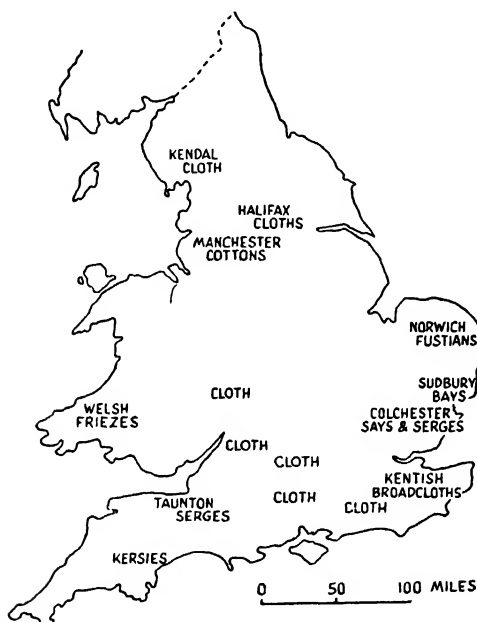 KENDAL
CLOTH
HALIFAX
CLOTHS
MANCHESTER
COTTONS
NORWICH
FUSTIANS
SUDBURY
BAYS
COLCHESTER
SAYS & SERGES
WELSH
FRIEZES
CLOTH
CLOTH
CLOTH
KENTISH
BROADCLOTHS
TAUNTON
SERGES
CLOTH
CLOTH
KERSIES
0 50 100 MILES